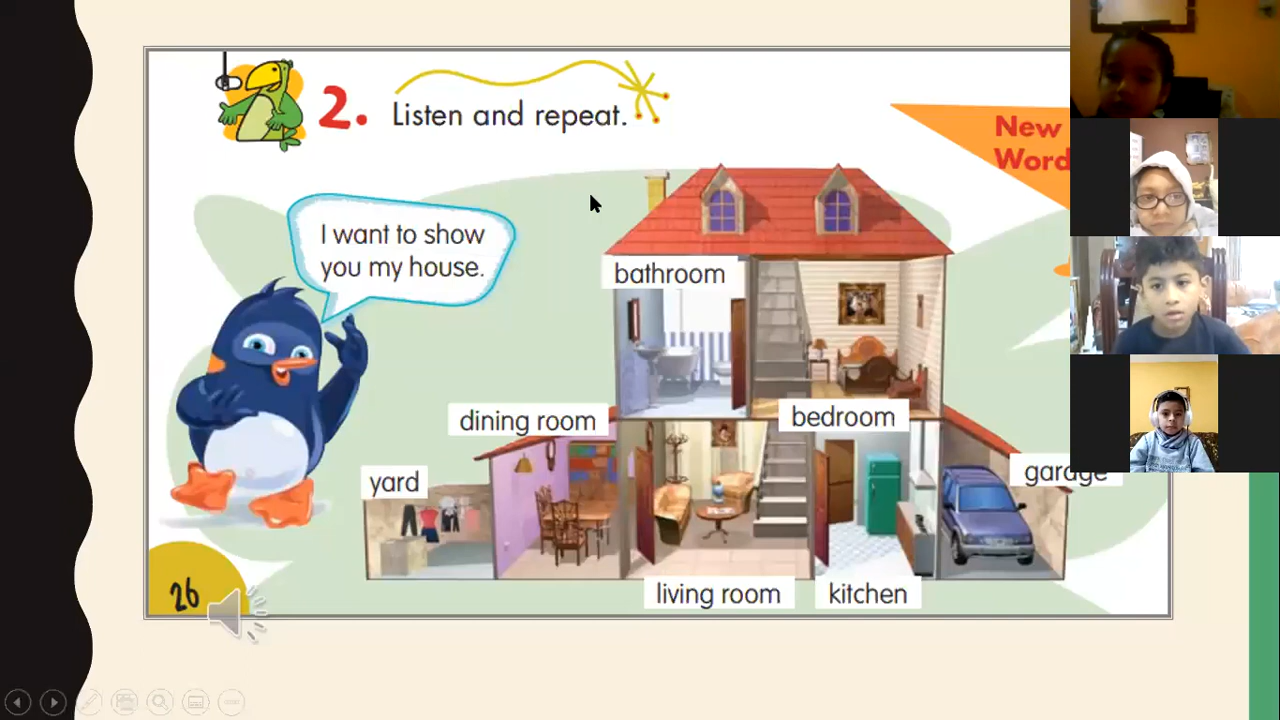 2. Listen and repeat.
New
Word
I want to show
you my house.
bathroom
dining room
bedroom
yard
garage
living room
kitchen
26